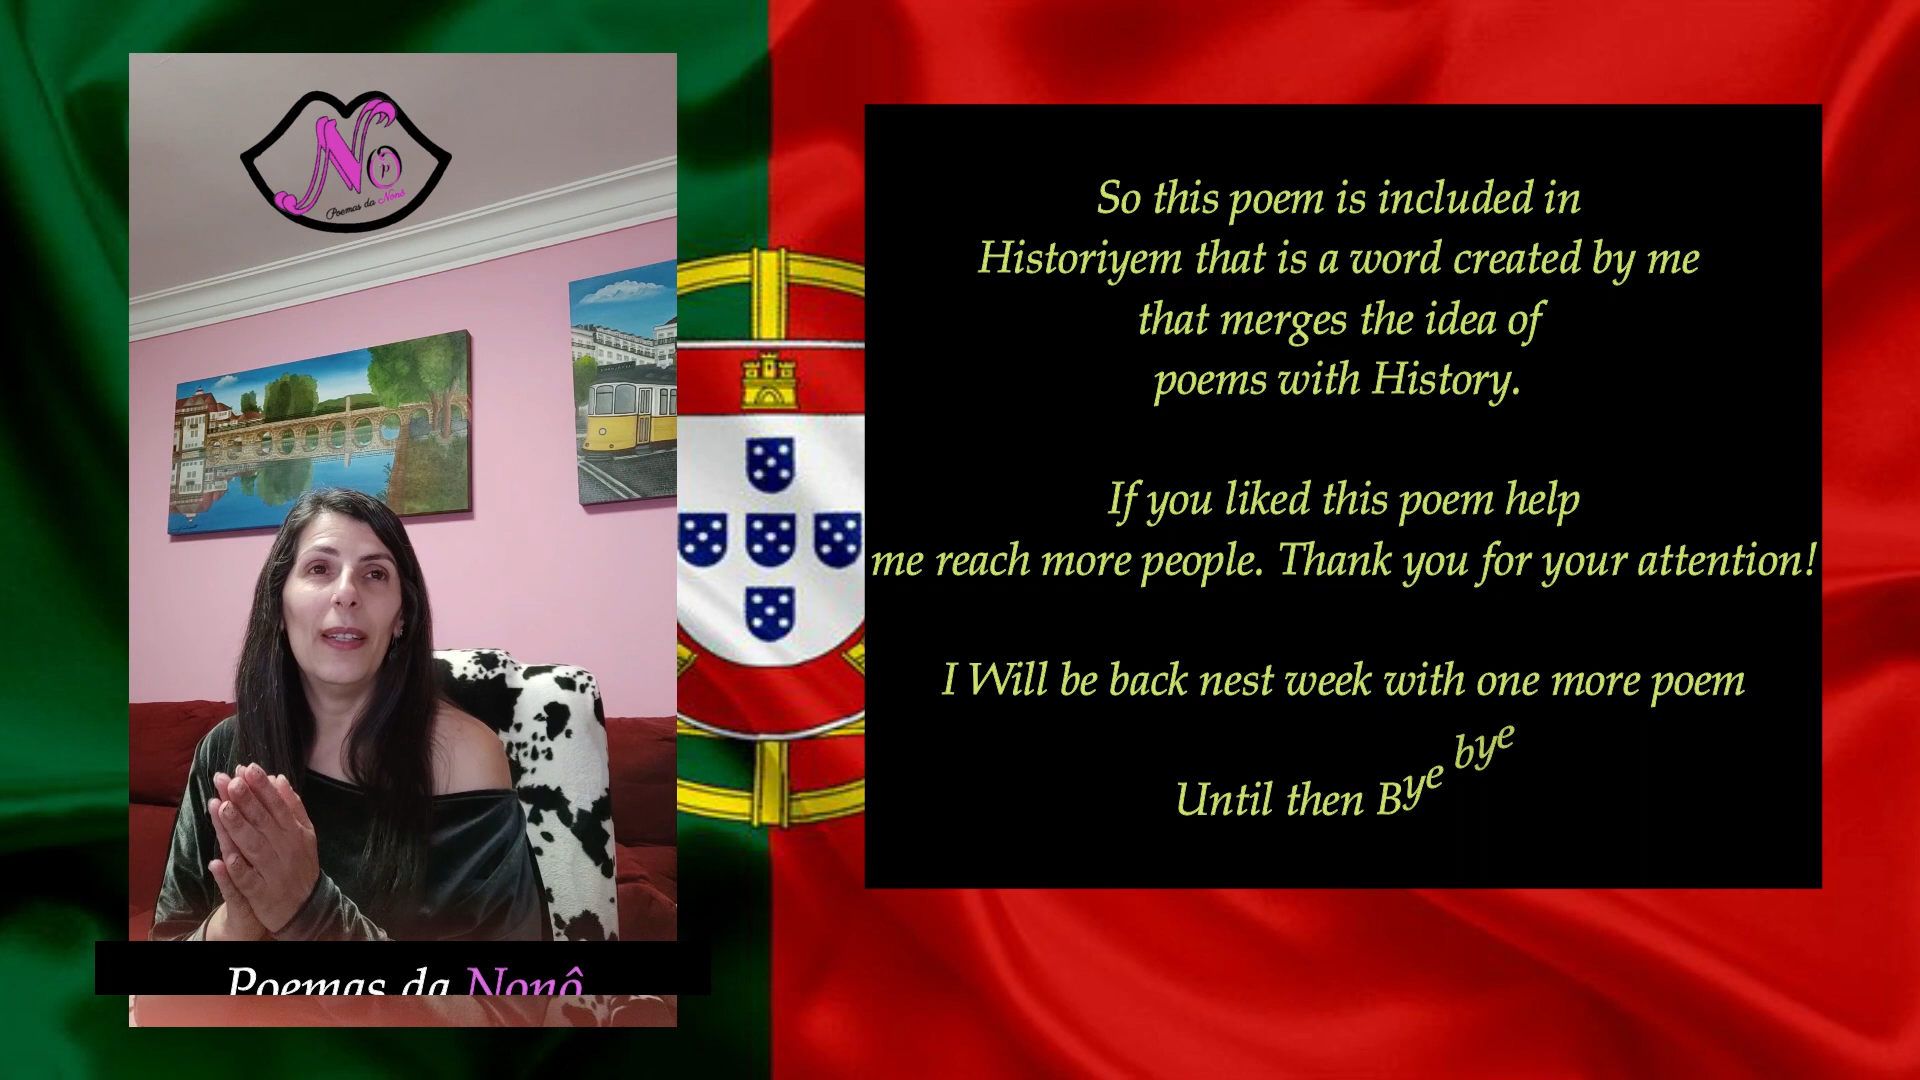 No
p
Poemas da Nonô
So this poem is included in
Historiyem that is a word created by me
that merges the idea of
poems with History.
If you liked this poem help
me reach more people. Thank you for your attention!
I Will be back nest week with one more poem
Until then Bye bye
Poemas da Nonô